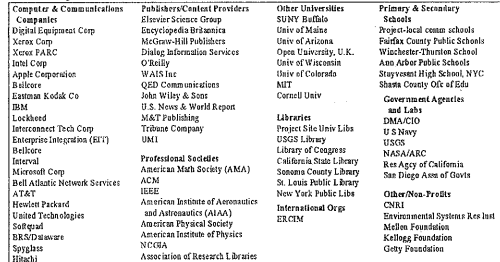 Computer & Communications
Companies
Digital Equipment Corp
Xerox Corp
Xerox PARC
Intel Corp
Apple Corporation
Bellcore
Eastman Kodak Co
IBM
Lockheed
Interconnect Tech Corp
Enterprise Integration (EIT)
Bellcore
Interval
Microsoft Corp
Bell Atlantic Network Services
AT&T
Hewlett Packard
United Technologies
Softquad
BRS/Dataware
Spyglass
Hitachi
Publishers/Content Providers
Elsevier Science Group
Encyclopedia Britannica
McGraw-Hill Publishers
Dialog Information Services
O'Reilly
WAIS Inc
QED Communications
John Wiley & Sons
U.S. News & World Report
M&T Publishing
Tribune Company
UMI
Professional Societies
American Math Society (AMA)
ACM
IEEE
American Institute of Aeronautics
and Astronautics (AIAA)
American Physical Society
American Institute of Physics
NCGIA
Association of Research Libraries
Other Universities
SUNY Buffalo
Univ of Maine
Univ of Arizona
Open University, U.K.
Univ of Wisconsin
Univ of Colorado
MIT
Cornell Univ
Libraries
Project Site Univ Libs
USGS Library
Library of Congress
California State Library
Sonoma County Library
St. Louis Public Library
New York Public Libs
International Orgs
ERCIM
Primary & Secondary
Schools
Project-local comm schools
Fairfax County Public Schools
Winchester-Thurston School
Ann Arbor Public Schools
Stayvesant High School, NYC
Shasta County Ofc of Edu
Government Agencies
and Labs
DMA/CIO
U S Navy
USGS
NASA/ARC
Res Agcy of California
San Diego Assn of Govts
Other/Non-Profits
CNRI
Environmental Systems Res Inst
Mellon Foundation
Kellogg Foundation
Getty Foundation